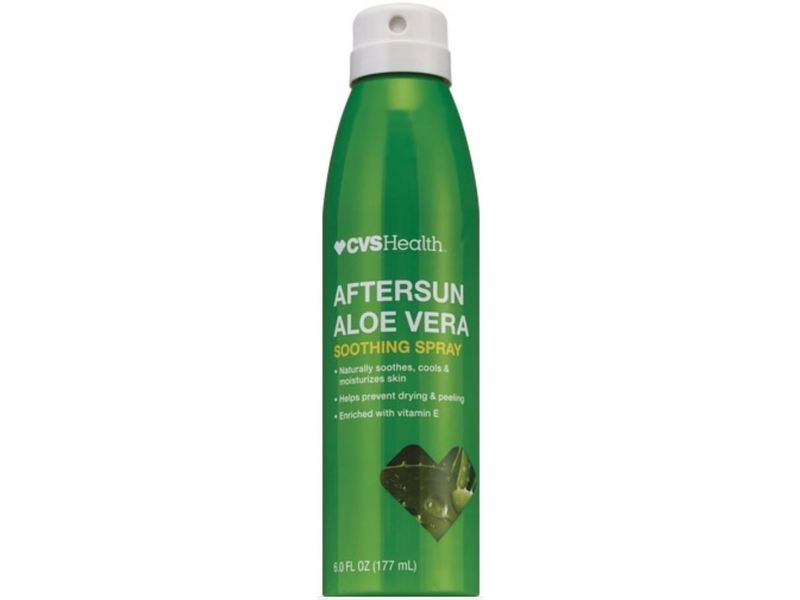 CVSHealth™
AFTERSUN
ALOE VERA
SOOTHING SPRAY
• Naturally soothes, cools &
moisturizes skin
• Helps prevent drying & peeling
• Enriched with vitamin E
6.0 FL OZ (177 mL)